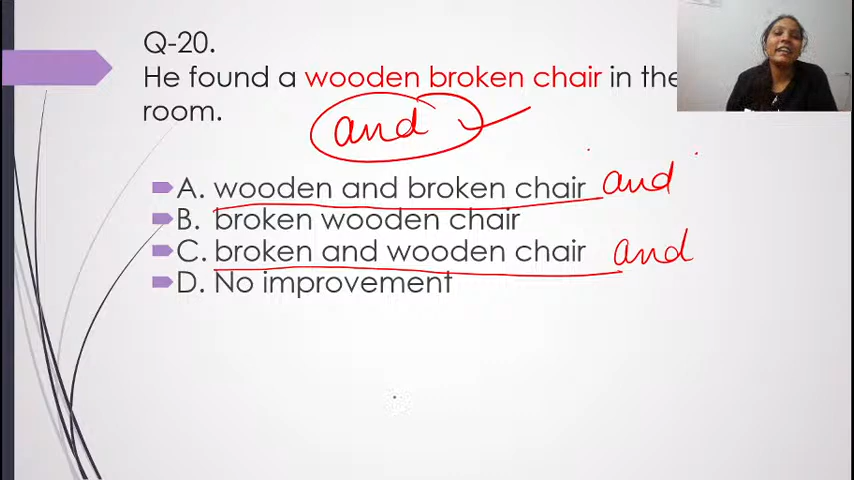 Q-20.
He found a wooden broken chair in the
room.
and
A. wooden and broken chair and
B. broken wooden chair
C. broken and wooden chair and
D. No improvement